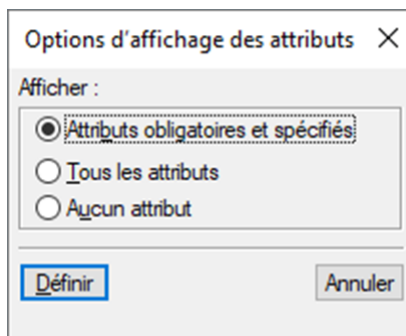 Options d'affichage des attributs
Afficher :
Attributs obligatoires et spécifiés
Tous les attributs
Aucun attribut
Définir Annuler